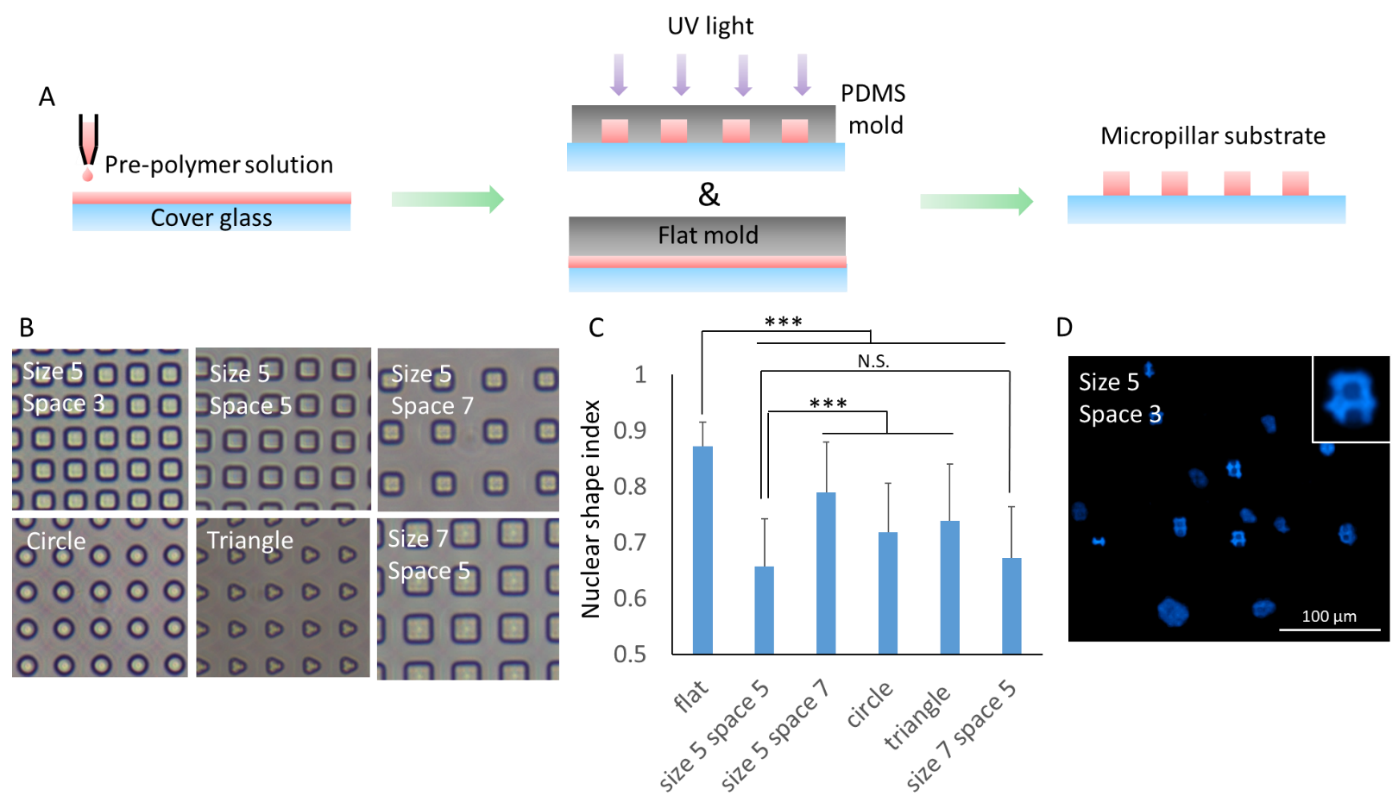 A
UV light
PDMS
mold
Pre-polymer solution
Cover glass
&
Flat mold
Micropillar substrate
B
Size 5
Space 3
Size 5
Space 5
Size 5
Space 7
Circle
Triangle
Size 7
Space 5
C
***
N.S.
***
Nuclear shape index
1
0.9
0.8
0.7
0.6
0.5
flat
size 5 space 5
size 5 space 7
circle
triangle
size 7 space 5
D
Size 5
Space 3
100 μm